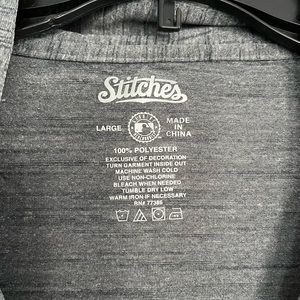 Stitches
LARGE
MADE
IN
CHINA
100% POLYESTER
EXCLUSIVE OF DECORATION
TURN GARMENT INSIDE OUT
MACHINE WASH COLD
USE NON-CHLORINE
BLEACH WHEN NEEDED
TUMBLE DRY LOW
WARM IRON IF NECESSARY
RN# 77385